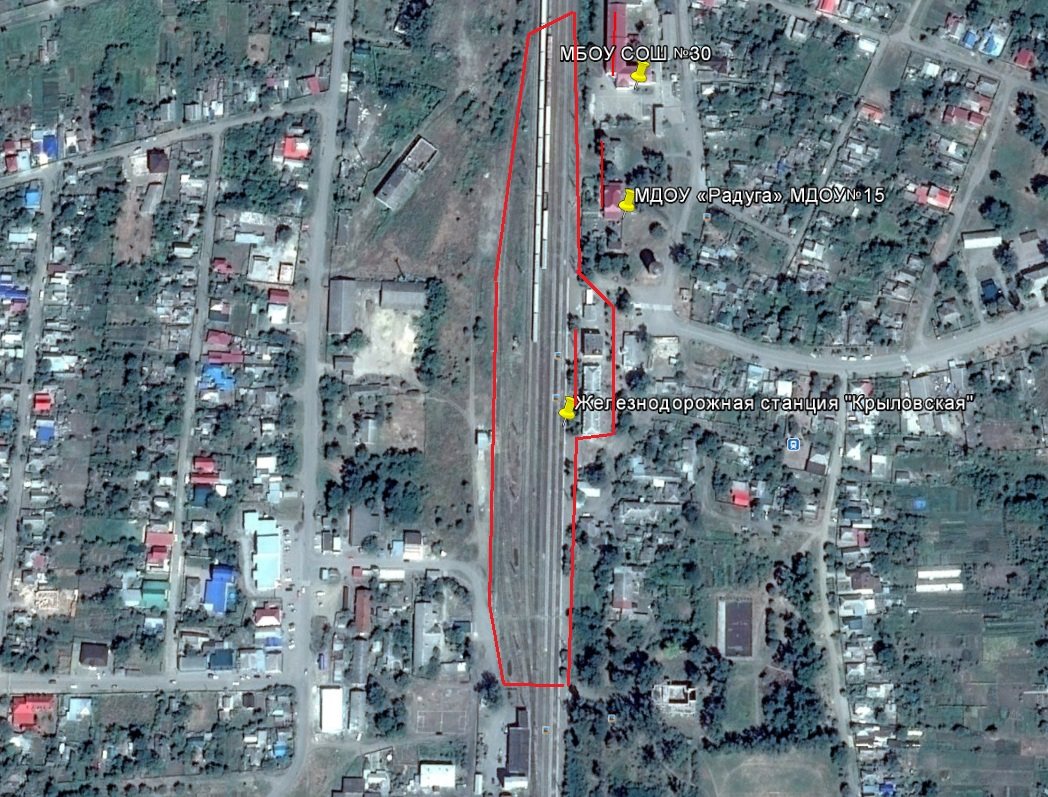 МБОУ СОШ №30
МДОУ «Радуга» МДОУ№15
Железнодорожная станция "Крыловская"